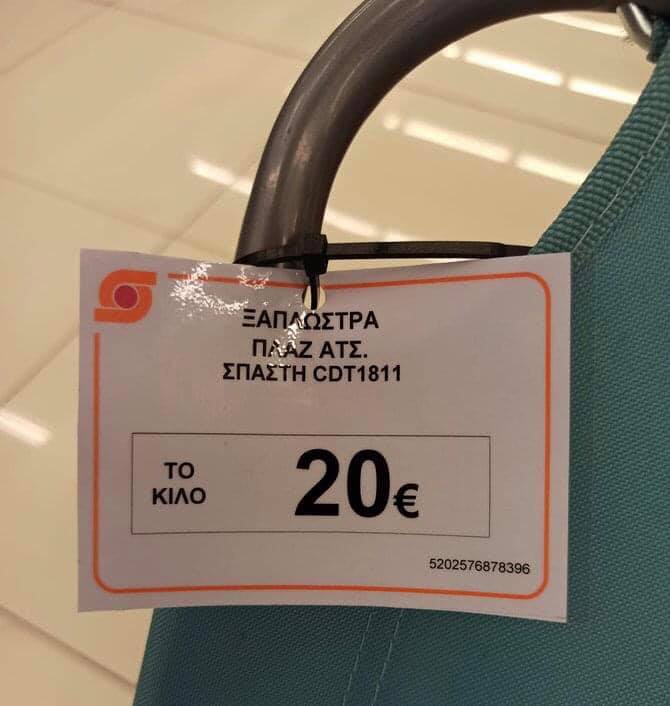 ΞΑΠΛΩΣΤΡΑ
ΠΛΑΖ ΑΤΣ.
ΣΠΑΣΤΗ CDT1811
ΤΟ
ΚΙΛΟ
20€
5202576878396